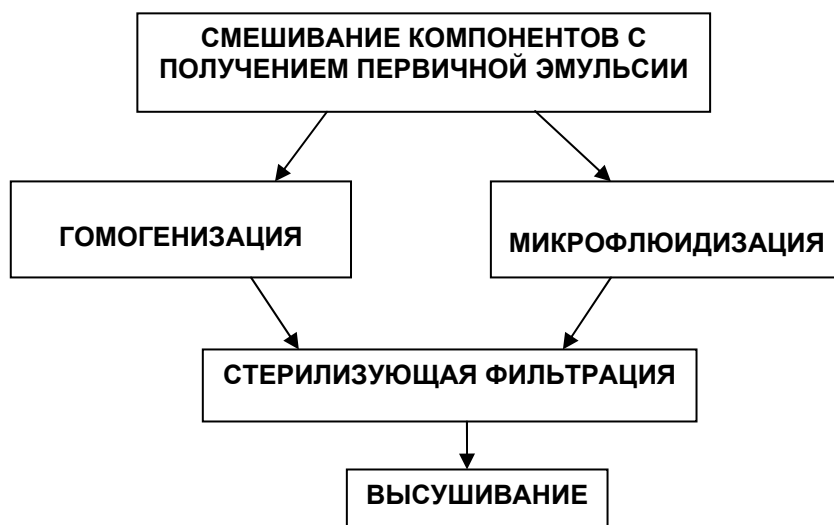 СМЕШИВАНИЕ КОМПОНЕНТОВ С
ПОЛУЧЕНИЕМ ПЕРВИЧНОЙ ЭМУЛЬСИИ
ГОМОГЕНИЗАЦИЯ
МИКРОФЛЮИДИЗАЦИЯ
СТЕРИЛИЗУЮЩАЯ ФИЛЬТРАЦИЯ
ВЫСУШИВАНИЕ